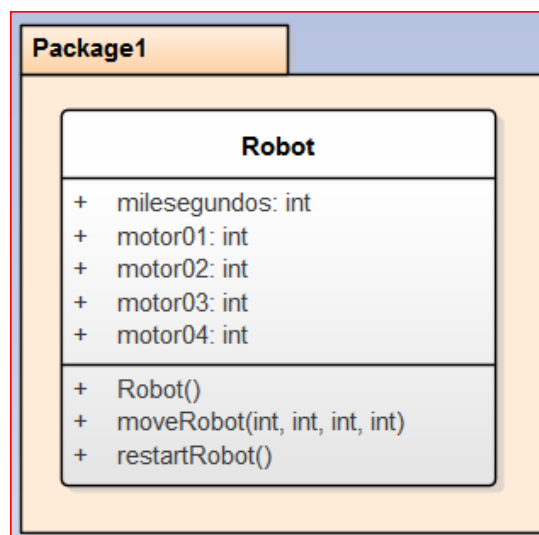 Package1
Robot
+ milesegundos: int
+ motor01: int
+ motor02: int
+ motor03: int
+ motor04: int
+ Robot()
+ moveRobot(int, int, int, int)
+ restartRobot()